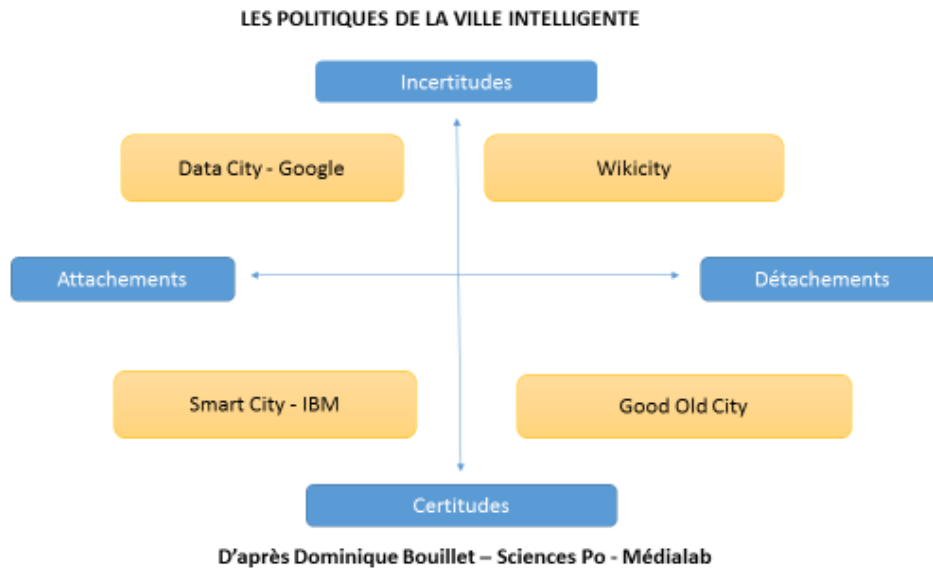 LES POLITIQUES DE LA VILLE INTELLIGENTE
Incertitudes
Data City - Google
Wikicity
Attachements
Détachements
Smart City - IBM
Good Old City
Certitudes
D'après Dominique Bouillet – Sciences Po - Médialab